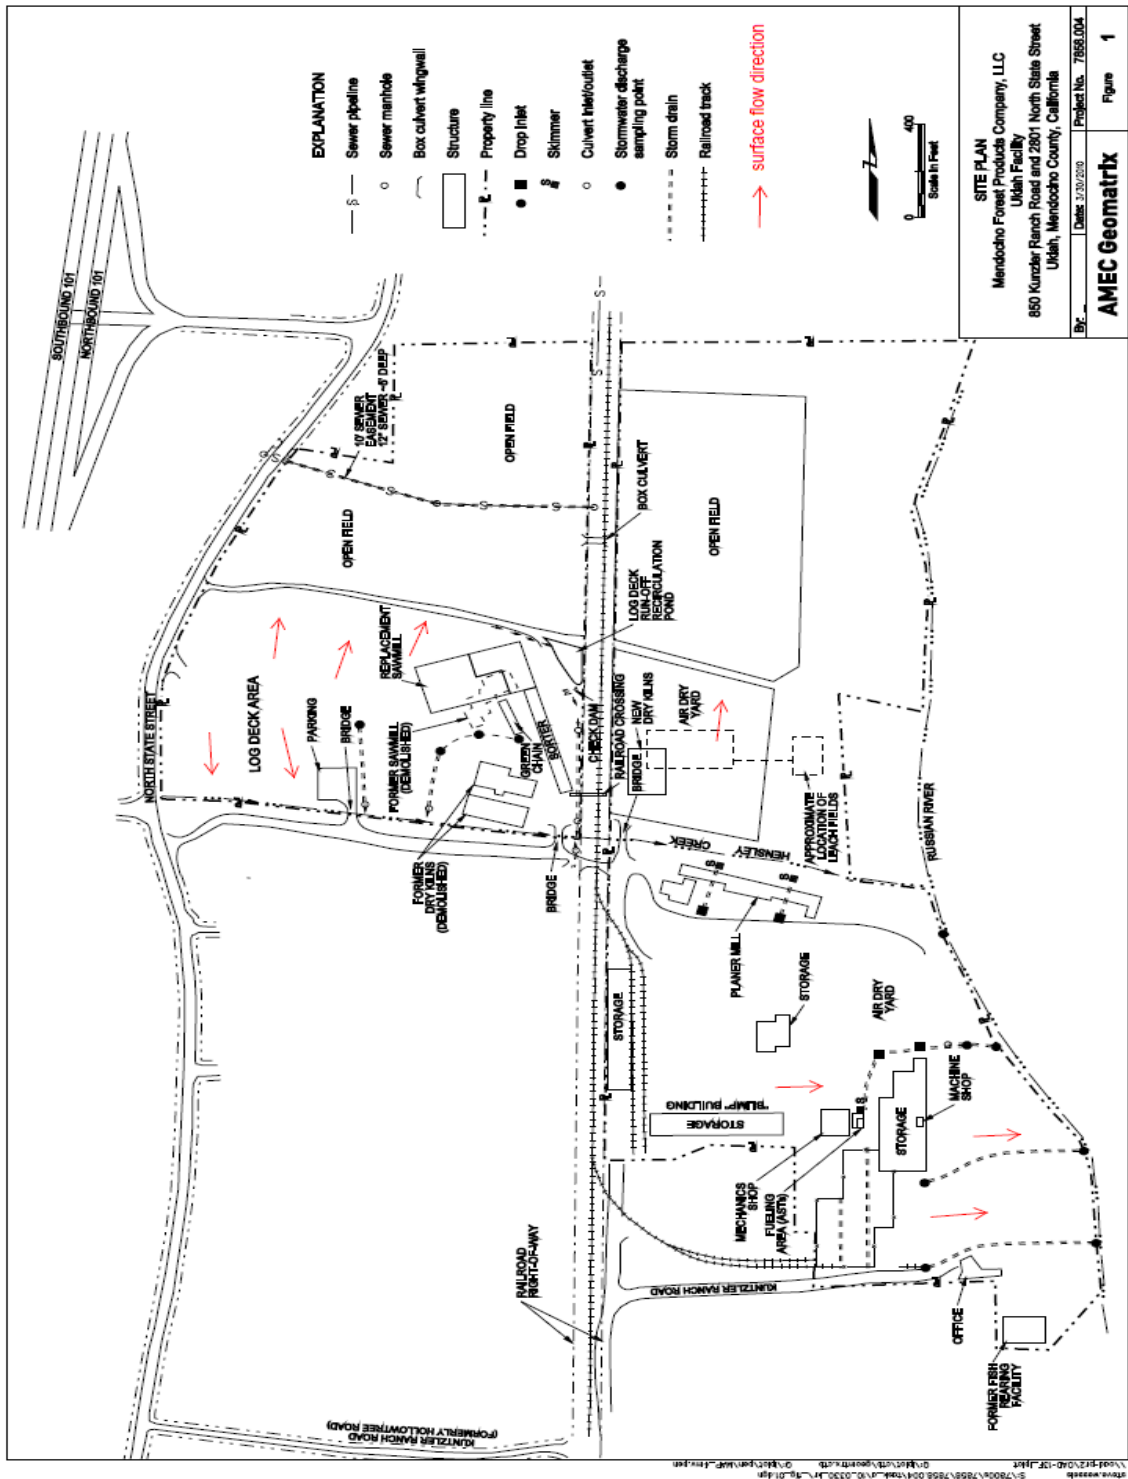 SOUTHBOUND 101
NORTHBOUND 101
NORTH STATE STREET
LOG DECK AREA
PARKING
BRIDGE
OPEN FIELD
10' SEWER
EASEMENT
12" SEWER ~6' DEEP
OPEN FIELD
REPLACEMENT
SAWMILL
FORMER SAWMILL
(DEMOLISHED)
GREEN
CHAIN
SORTER
FORMER
DRY KILNS
(DEMOLISHED)
BRIDGE
CHECK DAM
RAILROAD CROSSING
LOG DECK
RUN-OFF
RECIRCULATION
POND
BOX CULVERT
NEW
DRY KILNS
BRIDGE
AIR DRY
YARD
OPEN FIELD
HENSLEY
CREEK
APPROXIMATE
LOCATION OF
LEACH FIELDS
RUSSIAN RIVER
PLANER MILL
STORAGE
STORAGE
AIR DRY
YARD
STORAGE
"BLIMP" BUILDING
MECHANICS
SHOP
FUELING
AREA (ASTs)
STORAGE
MACHINE
SHOP
RAILROAD
RIGHT-OF-WAY
KUNTZLER RANCH ROAD
OFFICE
FORMER FISH
REARING
FACILITY
KUNTZLER RANCH ROAD
(FORMERLY HOLLOWTREE ROAD)
EXPLANATION
Sewer pipeline
Sewer manhole
Box culvert wingwall
Structure
Property line
Drop inlet
Skimmer
Culvert inlet/outlet
Stormwater discharge
sampling point
Storm drain
Railroad track
surface flow direction
0 400
Scale in Feet
SITE PLAN
Mendocino Forest Products Company, LLC
Ukiah Facility
850 Kunzler Ranch Road and 2801 North State Street
Ukiah, Mendocino County, California
By: Date: 3/30/2010 Project No. 7858.004
AMEC Geomatrix Figure 1